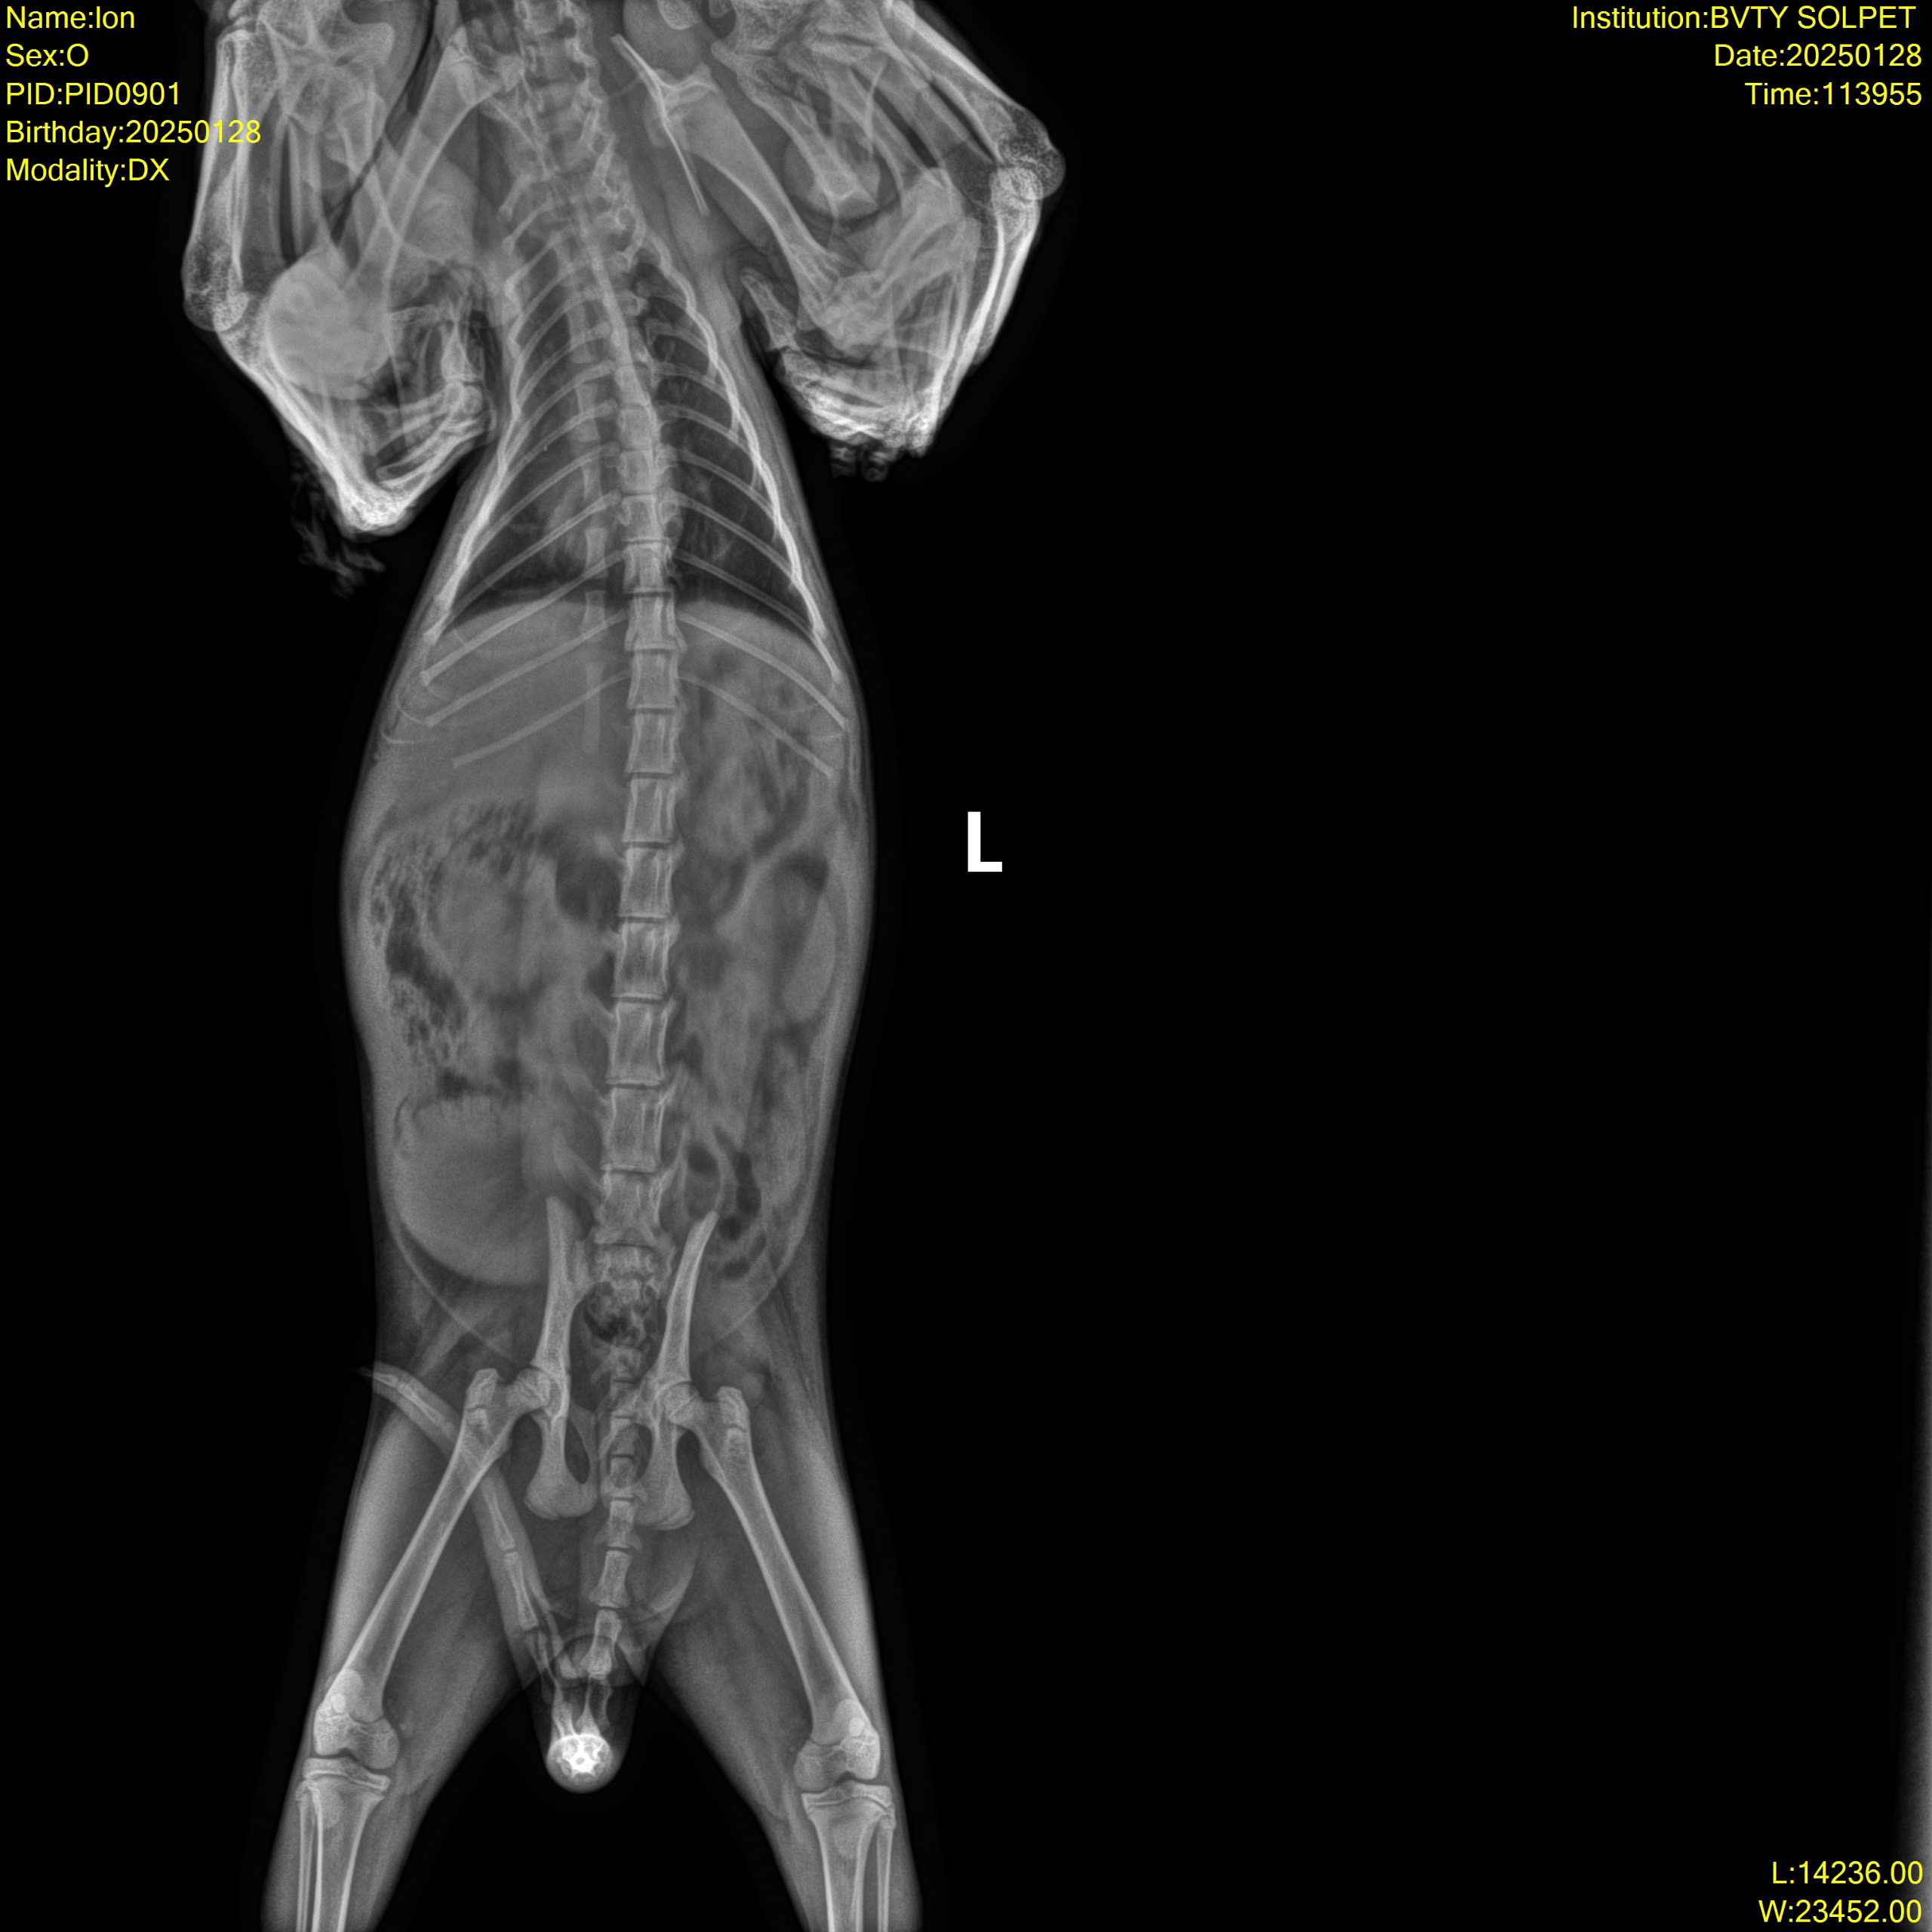 Name:Ion
Sex:O
PID:PID0901
Birthday:20250128
Modality:DX
Institution:BVTY SOLPET
Date:20250128
Time:113955
L
L:14236.00
W:23452.00